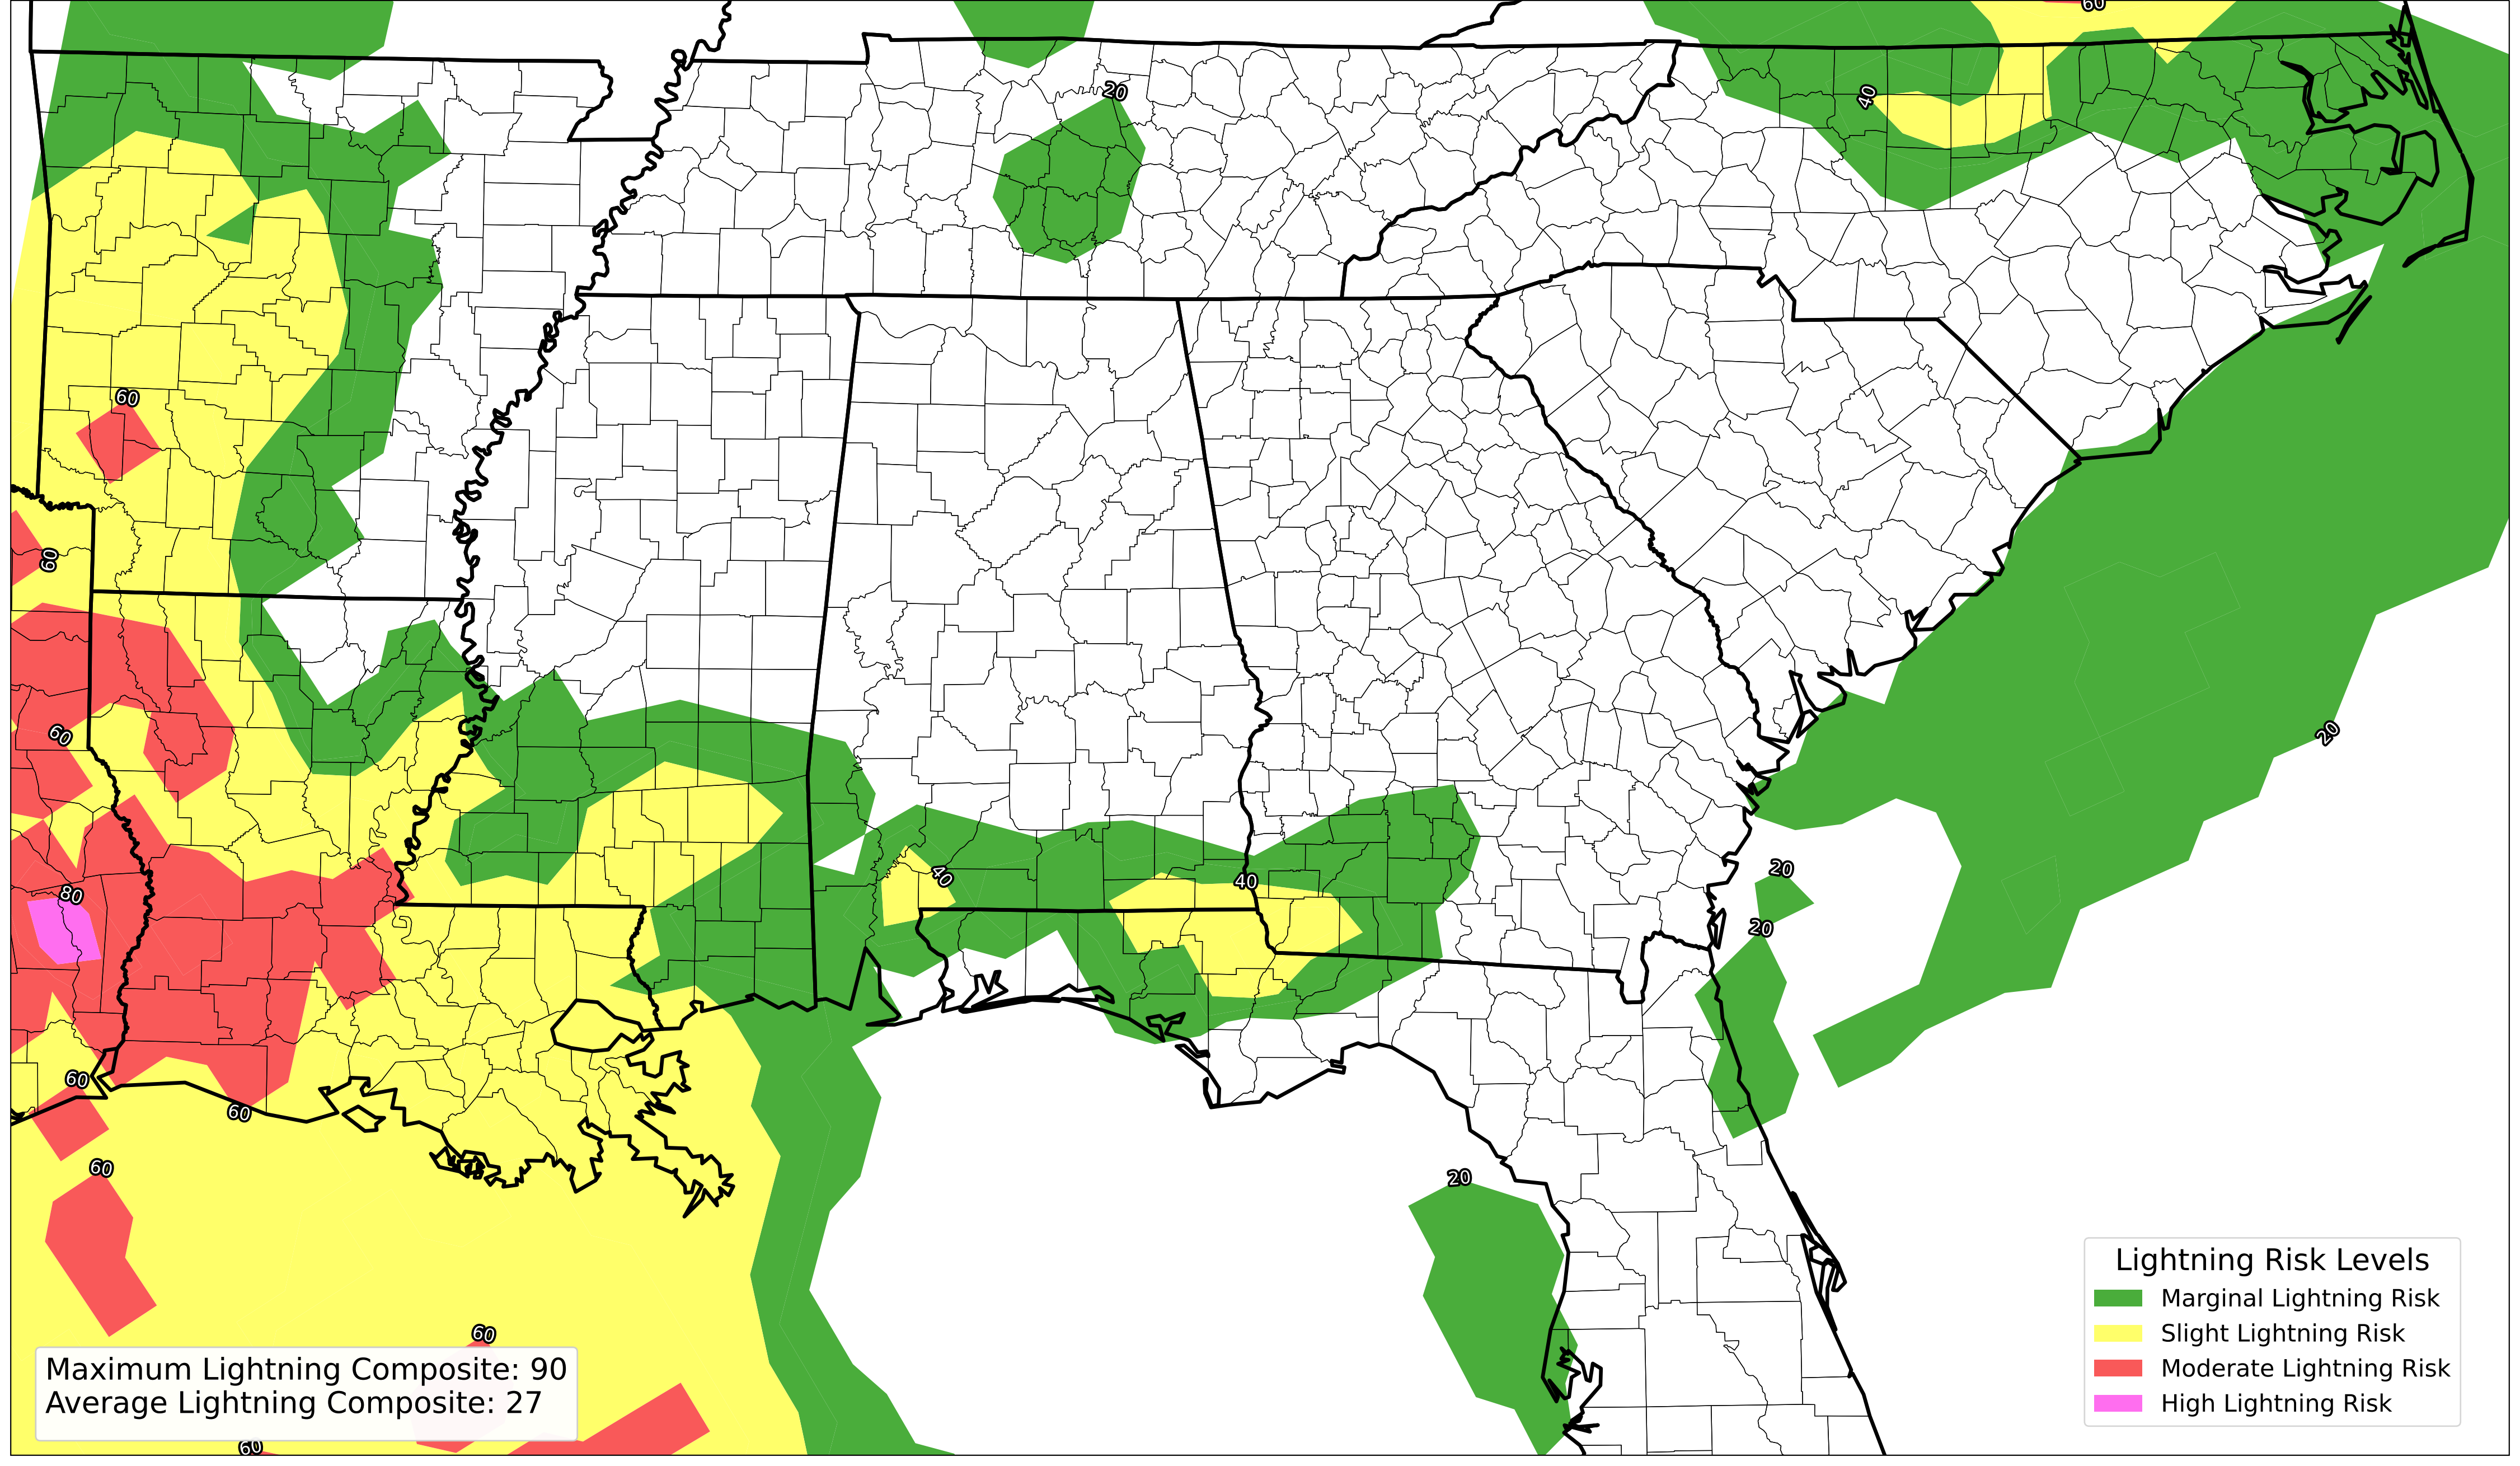 60
20
40
60
60
60
20
80
20
40
40
20
60
60
60
20
60
60
Maximum Lightning Composite: 90
Average Lightning Composite: 27
Lightning Risk Levels
Marginal Lightning Risk
Slight Lightning Risk
Moderate Lightning Risk
High Lightning Risk